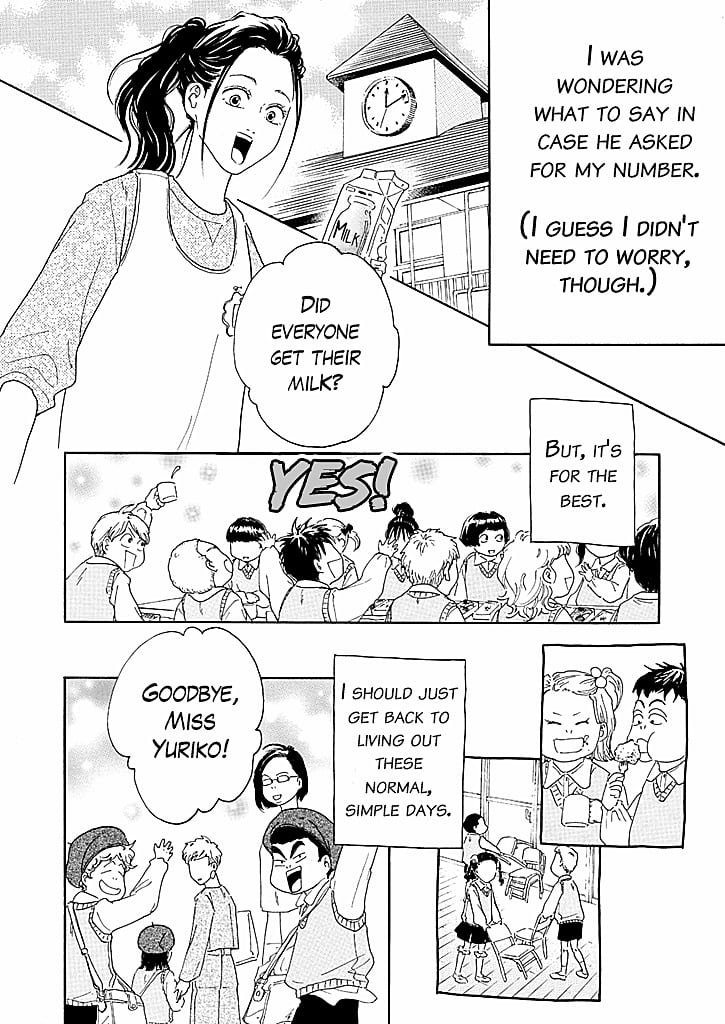 I WAS
WONDERING
WHAT TO SAY IN
CASE HE ASKED
FOR MY NUMBER.
(I GUESS I DIDN'T
NEED TO WORRY,
THOUGH.)
MILK
DID
EVERYONE
GET THEIR
MILK?
BUT, IT'S
FOR THE
BEST.
YES!
GOODBYE,
MISS
YURIKO!
I SHOULD JUST
GET BACK TO
LIVING OUT
THESE
NORMAL,
SIMPLE DAYS.